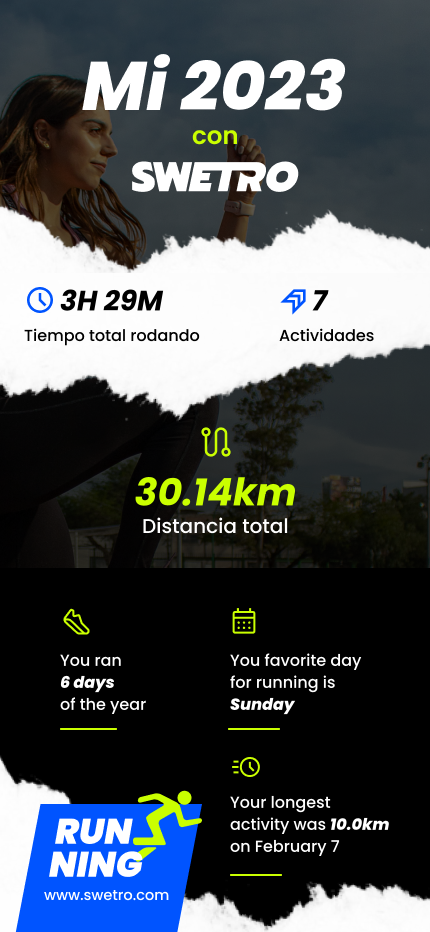 Mi 2023
con
SWETRO
3H 29M
Tiempo total rodando
7
Actividades
30.14km
Distancia total
You ran
6 days
of the year
You favorite day
for running is
Sunday
Your longest
activity was 10.0km
on February 7
RUN
NING
www.swetro.com